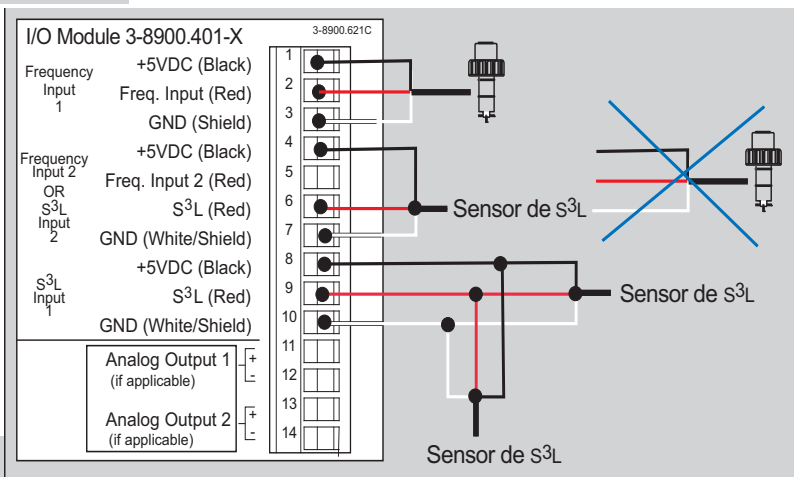 I/O Module 3-8900.401-X
3-8900.621C
Frequency
Input
1
+5VDC (Black)
1
Freq. Input (Red)
2
GND (Shield)
3
Frequency
Input 2
OR
S³L
Input
2
+5VDC (Black)
4
Freq. Input 2 (Red)
5
S³L (Red)
6
GND (White/Shield)
7
Sensor de S³L
S³L
Input
1
+5VDC (Black)
8
S³L (Red)
9
GND (White/Shield)
10
Sensor de S³L
Analog Output 1
(if applicable)
+
-
11
12
Analog Output 2
(if applicable)
+
-
13
14
Sensor de S³L